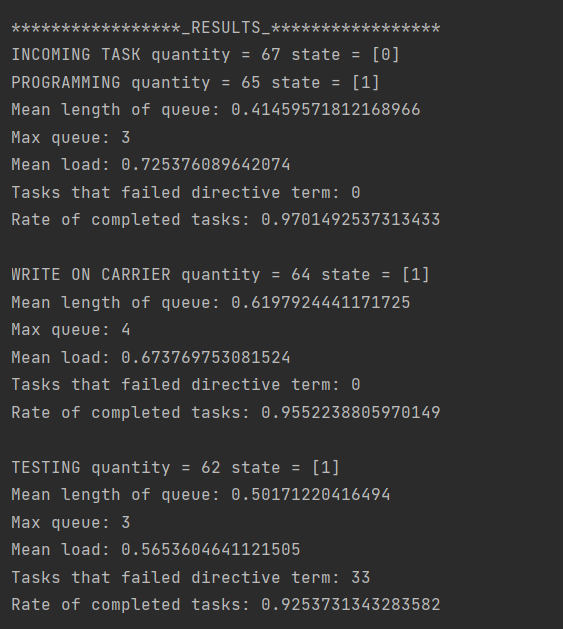 *****************_RESULTS_*****************
INCOMING TASK quantity = 67 state = [0]
PROGRAMMING quantity = 65 state = [1]
Mean length of queue: 0.41459571812168966
Max queue: 3
Mean load: 0.725376089642074
Tasks that failed directive term: 0
Rate of completed tasks: 0.9701492537313433
WRITE ON CARRIER quantity = 64 state = [1]
Mean length of queue: 0.6197924441171725
Max queue: 4
Mean load: 0.673769753081524
Tasks that failed directive term: 0
Rate of completed tasks: 0.9552238805970149
TESTING quantity = 62 state = [1]
Mean length of queue: 0.50171220416494
Max queue: 3
Mean load: 0.5653604641121505
Tasks that failed directive term: 33
Rate of completed tasks: 0.9253731343283582